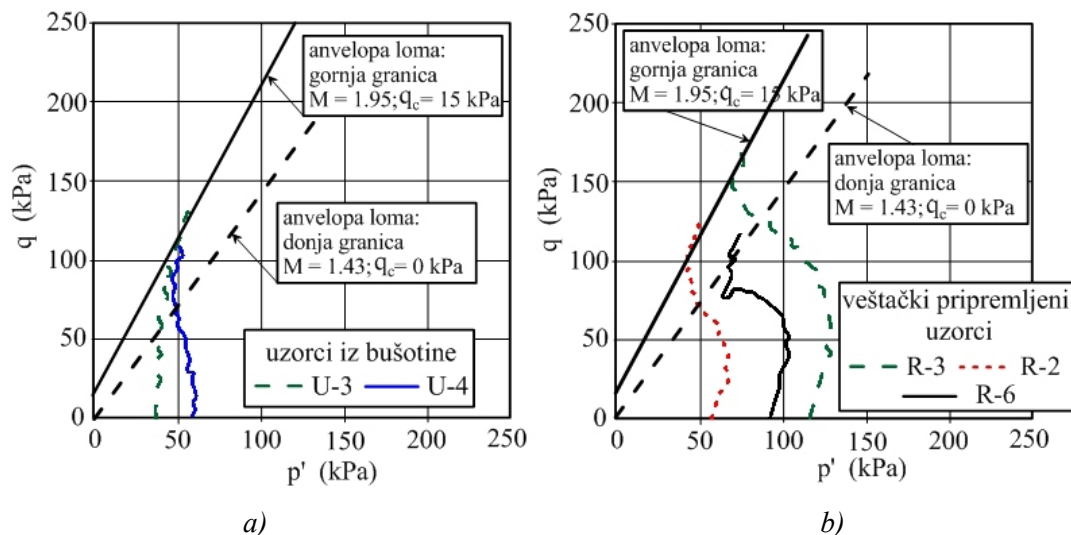 250
200
150
100
50
0
q (kPa)
0 50 100 150 200 250
p' (kPa)
anvelopa loma:
gornja granica
M = 1.95; qc= 15 kPa
anvelopa loma:
donja granica
M = 1.43; qc= 0 kPa
uzorci iz bušotine
U-3 U-4
a)
250
200
150
100
50
0
q (kPa)
0 50 100 150 200 250
p' (kPa)
anvelopa loma:
gornja granica
M = 1.95; qc= 15 kPa
anvelopa loma:
donja granica
M = 1.43; qc= 0 kPa
veštački pripremljeni
uzorci
R-3 R-2
R-6
b)